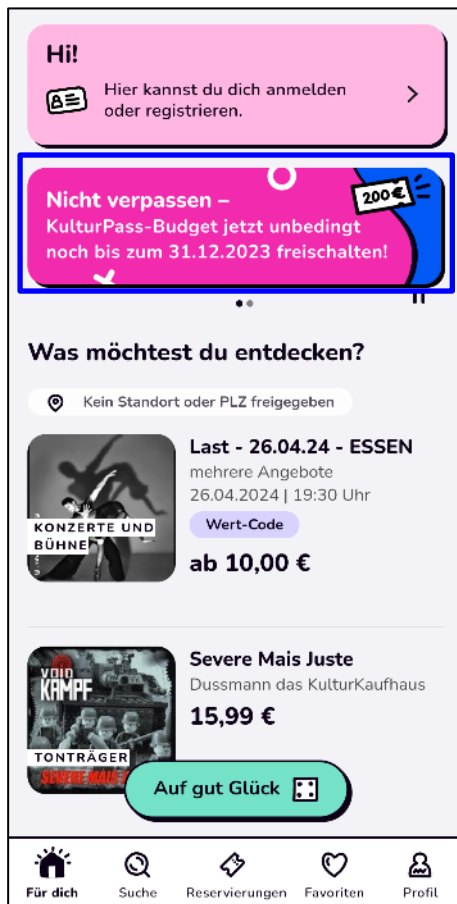 Hi!
Hier kannst du dich anmelden
oder registrieren.
Nicht verpassen –
KulturPass-Budget jetzt unbedingt
noch bis zum 31.12.2023 freischalten!
200€
Was möchtest du entdecken?
Kein Standort oder PLZ freigegeben
Last - 26.04.24 - ESSEN
mehrere Angebote
26.04.2024 | 19:30 Uhr
Wert-Code
ab 10,00 €
KONZERTE UND
BÜHNE
Severe Mais Juste
Dussmann das KulturKaufhaus
15,99 €
VOID
KAMPF
TONTRÄGER
SEVERE MAIS
Auf gut Glück
Für dich
Suche
Reservierungen
Favoriten
Profil